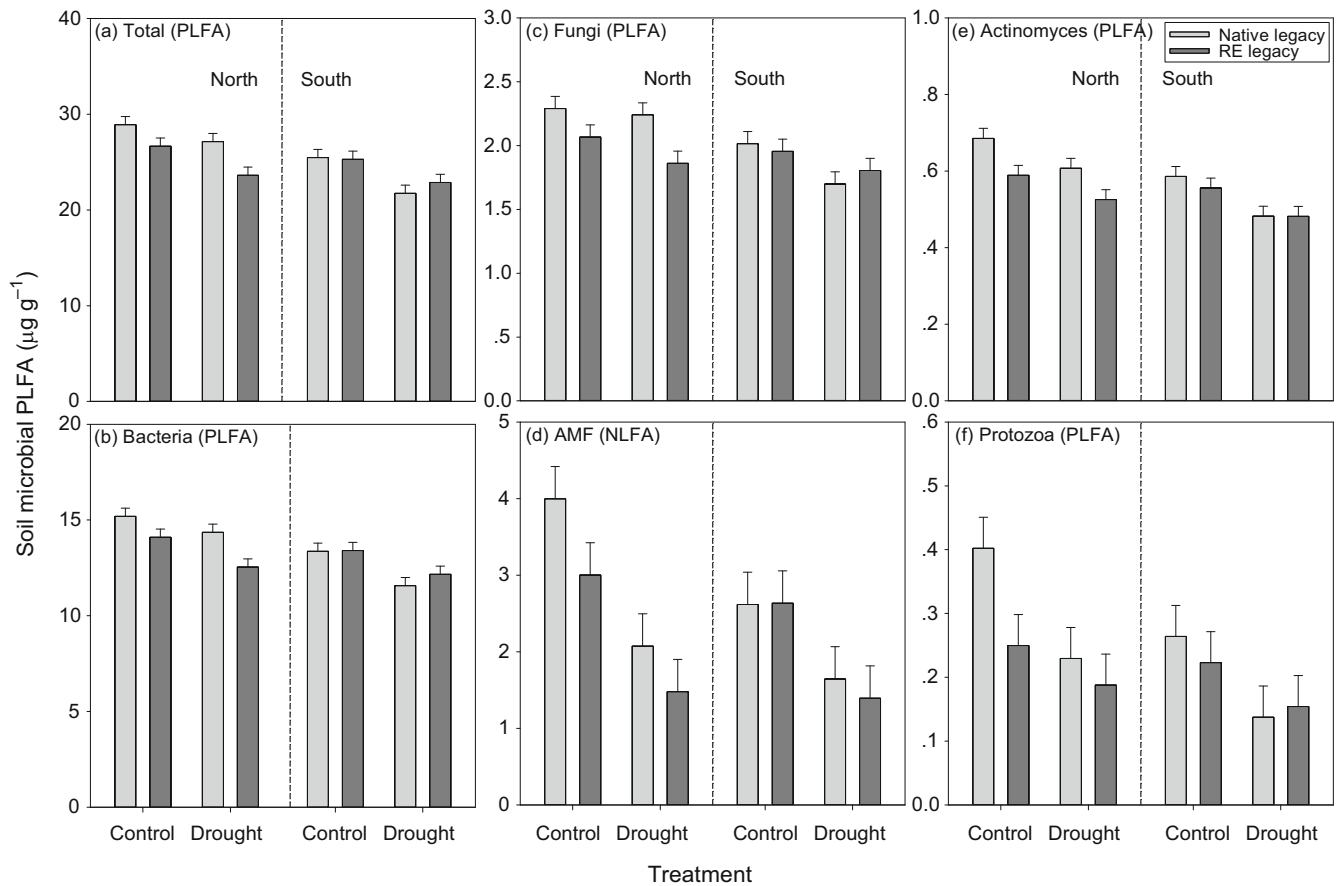 Soil microbial PLFA (μg g⁻¹)
(a) Total (PLFA)
North South
40
30
20
10
0
(c) Fungi (PLFA)
North South
3.0
2.5
2.0
1.5
1.0
.5
0.0
(e) Actinomyces (PLFA)
Native legacy
RE legacy
North South
1.0
.8
.6
.4
.2
0.0
(b) Bacteria (PLFA)
20
15
10
5
0
Control Drought Control Drought
(d) AMF (NLFA)
5
4
3
2
1
0
Control Drought Control Drought
(f) Protozoa (PLFA)
.6
.5
.4
.3
.2
.1
0.0
Control Drought Control Drought
Treatment